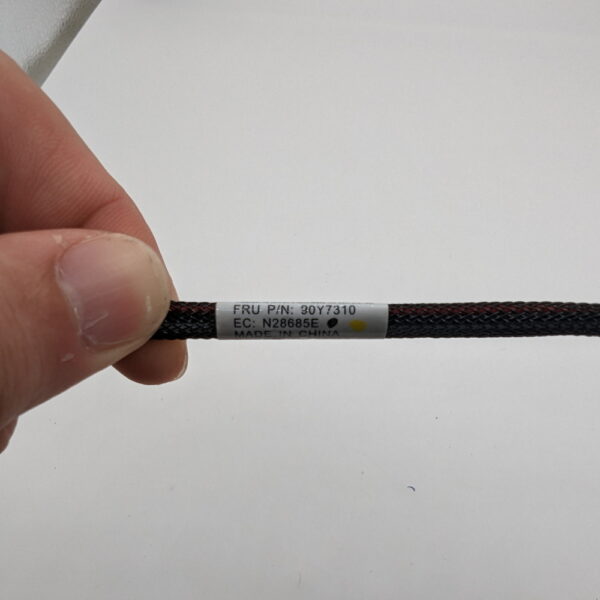 FRU P/N: 90Y7310
EC: N28685E
MADE IN CHINA